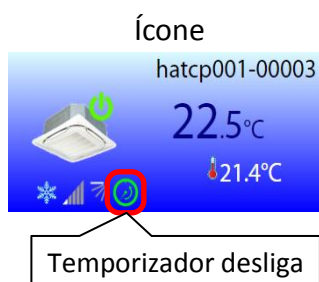 Ícone
hatcp001-00003
22.5°C
21.4°C
Temporizador desliga